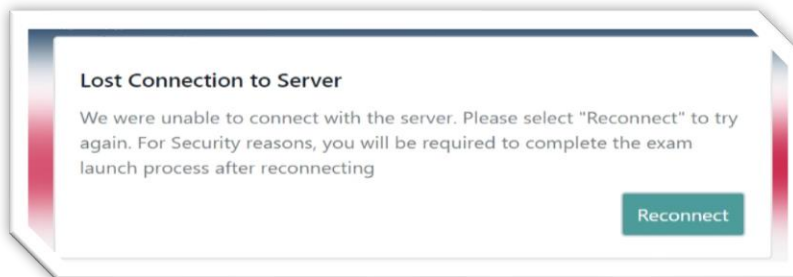 Lost Connection to Server
We were unable to connect with the server. Please select "Reconnect" to try
again. For Security reasons, you will be required to complete the exam
launch process after reconnecting
Reconnect